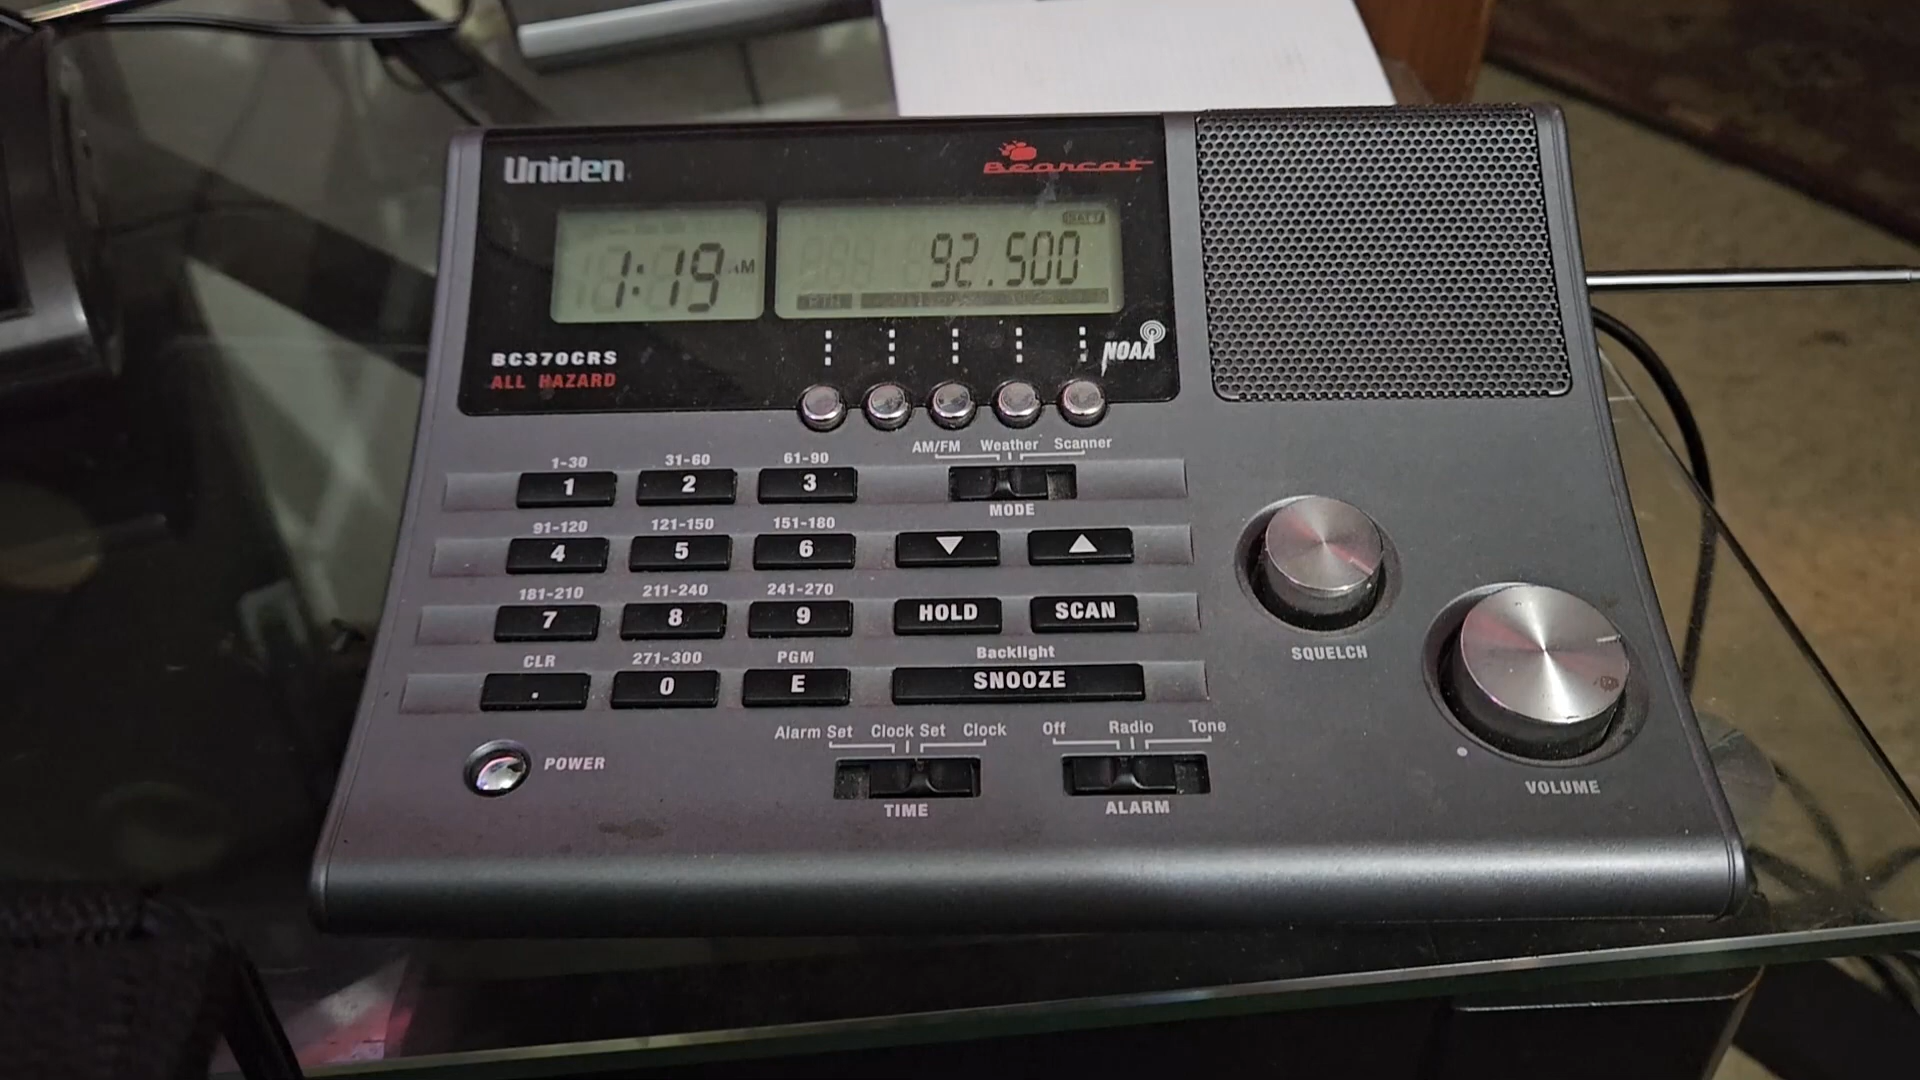 Uniden
Bearcat
1:19 AM
BATT
92.500
BC370CRS
ALL HAZARD
NOAA
AM/FM Weather Scanner
MODE
1-30 31-60 61-90
1 2 3
91-120 121-150 151-180
4 5 6
181-210 211-240 241-270
7 8 9
HOLD SCAN
CLR 271-300 PGM
. 0 E
Backlight
SNOOZE
SQUELCH
VOLUME
POWER
Alarm Set Clock Set Clock
TIME
Off Radio Tone
ALARM